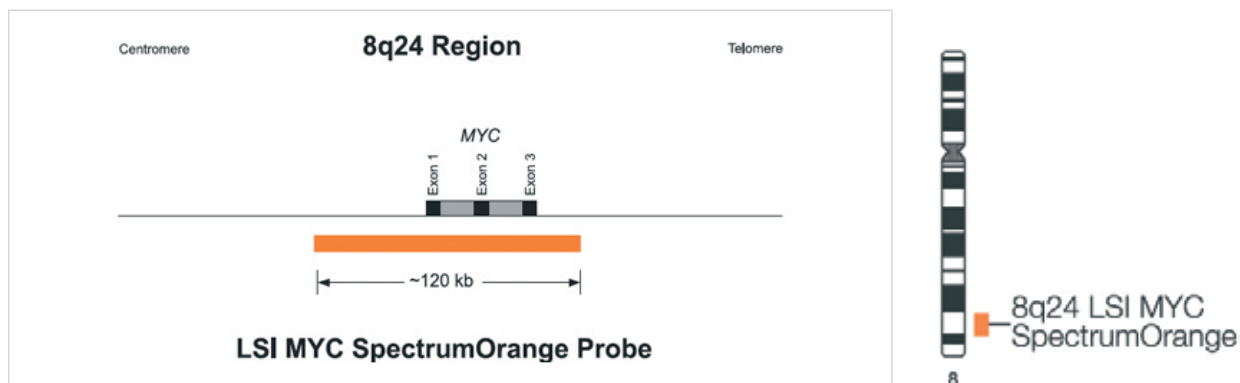 Centromere
8q24 Region
Telomere
MYC
Exon 1
Exon 2
Exon 3
~120 kb
LSI MYC SpectrumOrange Probe
8q24 LSI MYC
SpectrumOrange
8